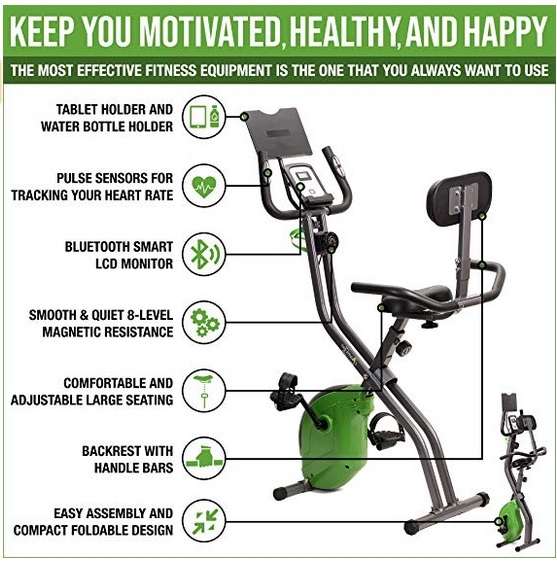 KEEP YOU MOTIVATED, HEALTHY, AND HAPPY
THE MOST EFFECTIVE FITNESS EQUIPMENT IS THE ONE THAT YOU ALWAYS WANT TO USE
TABLET HOLDER AND
WATER BOTTLE HOLDER
PULSE SENSORS FOR
TRACKING YOUR HEART RATE
BLUETOOTH SMART
LCD MONITOR
SMOOTH & QUIET 8-LEVEL
MAGNETIC RESISTANCE
COMFORTABLE AND
ADJUSTABLE LARGE SEATING
BACKREST WITH
HANDLE BARS
EASY ASSEMBLY AND
COMPACT FOLDABLE DESIGN